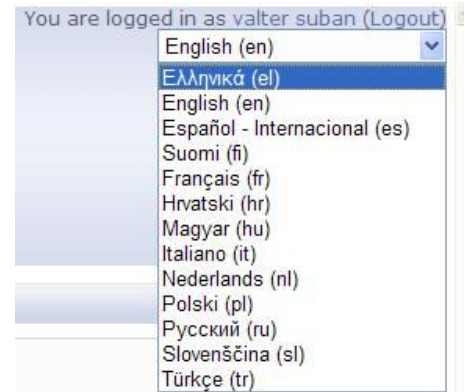 You are logged in as valter suban (Logout)
English (en)
Ελληνικά (el)
English (en)
Español - Internacional (es)
Suomi (fi)
Français (fr)
Hrvatski (hr)
Magyar (hu)
Italiano (it)
Nederlands (nl)
Polski (pl)
Русский (ru)
Slovenščina (sl)
Türkçe (tr)